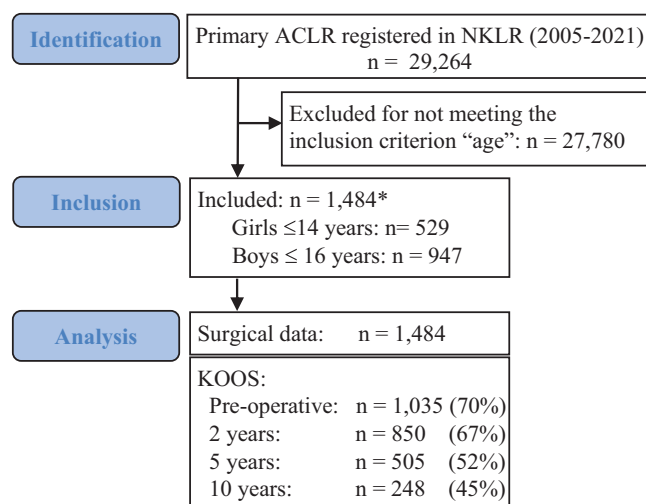 Identification
Primary ACLR registered in NKLR (2005-2021)
n = 29,264
Excluded for not meeting the
inclusion criterion “age”: n = 27,780
Inclusion
Included: n = 1,484*
Girls ≤14 years: n= 529
Boys ≤ 16 years: n = 947
Analysis
Surgical data: n = 1,484
KOOS:
Pre-operative: n = 1,035 (70%)
2 years: n = 850 (67%)
5 years: n = 505 (52%)
10 years: n = 248 (45%)